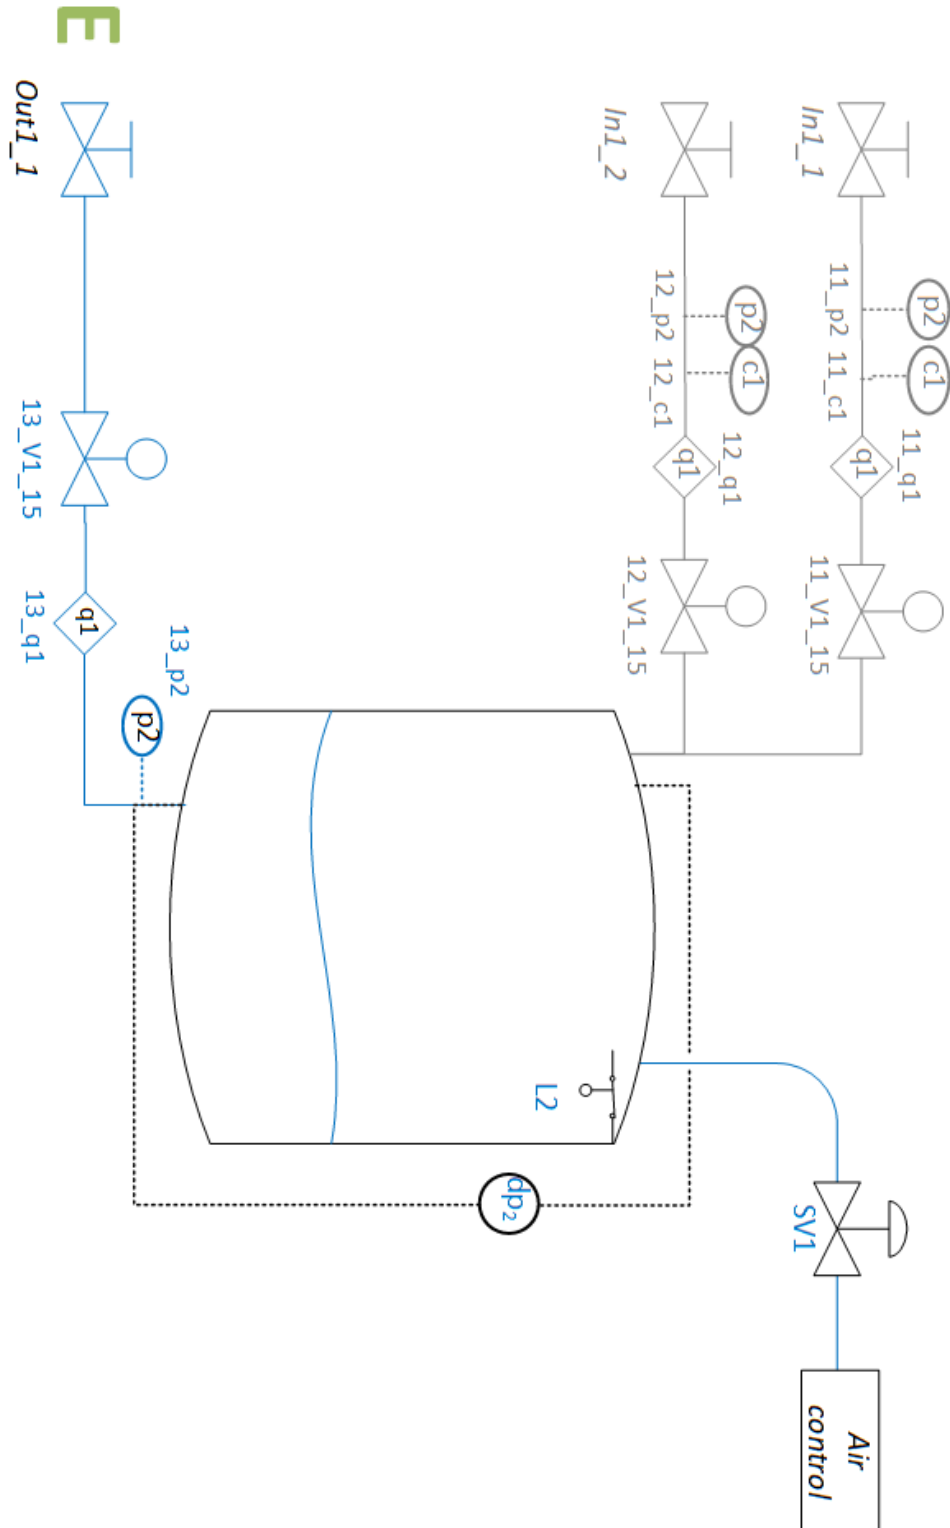 p2
c1
11_q1
q1
Air
control
In1_1
11_p2
11_c1
11_V1_15
SV1
p2
c1
12_q1
q1
In1_2
12_p2
12_c1
12_V1_15
L2
dp₂
13_p2
p2
q1
E
Out1_1
13_V1_15
13_q1